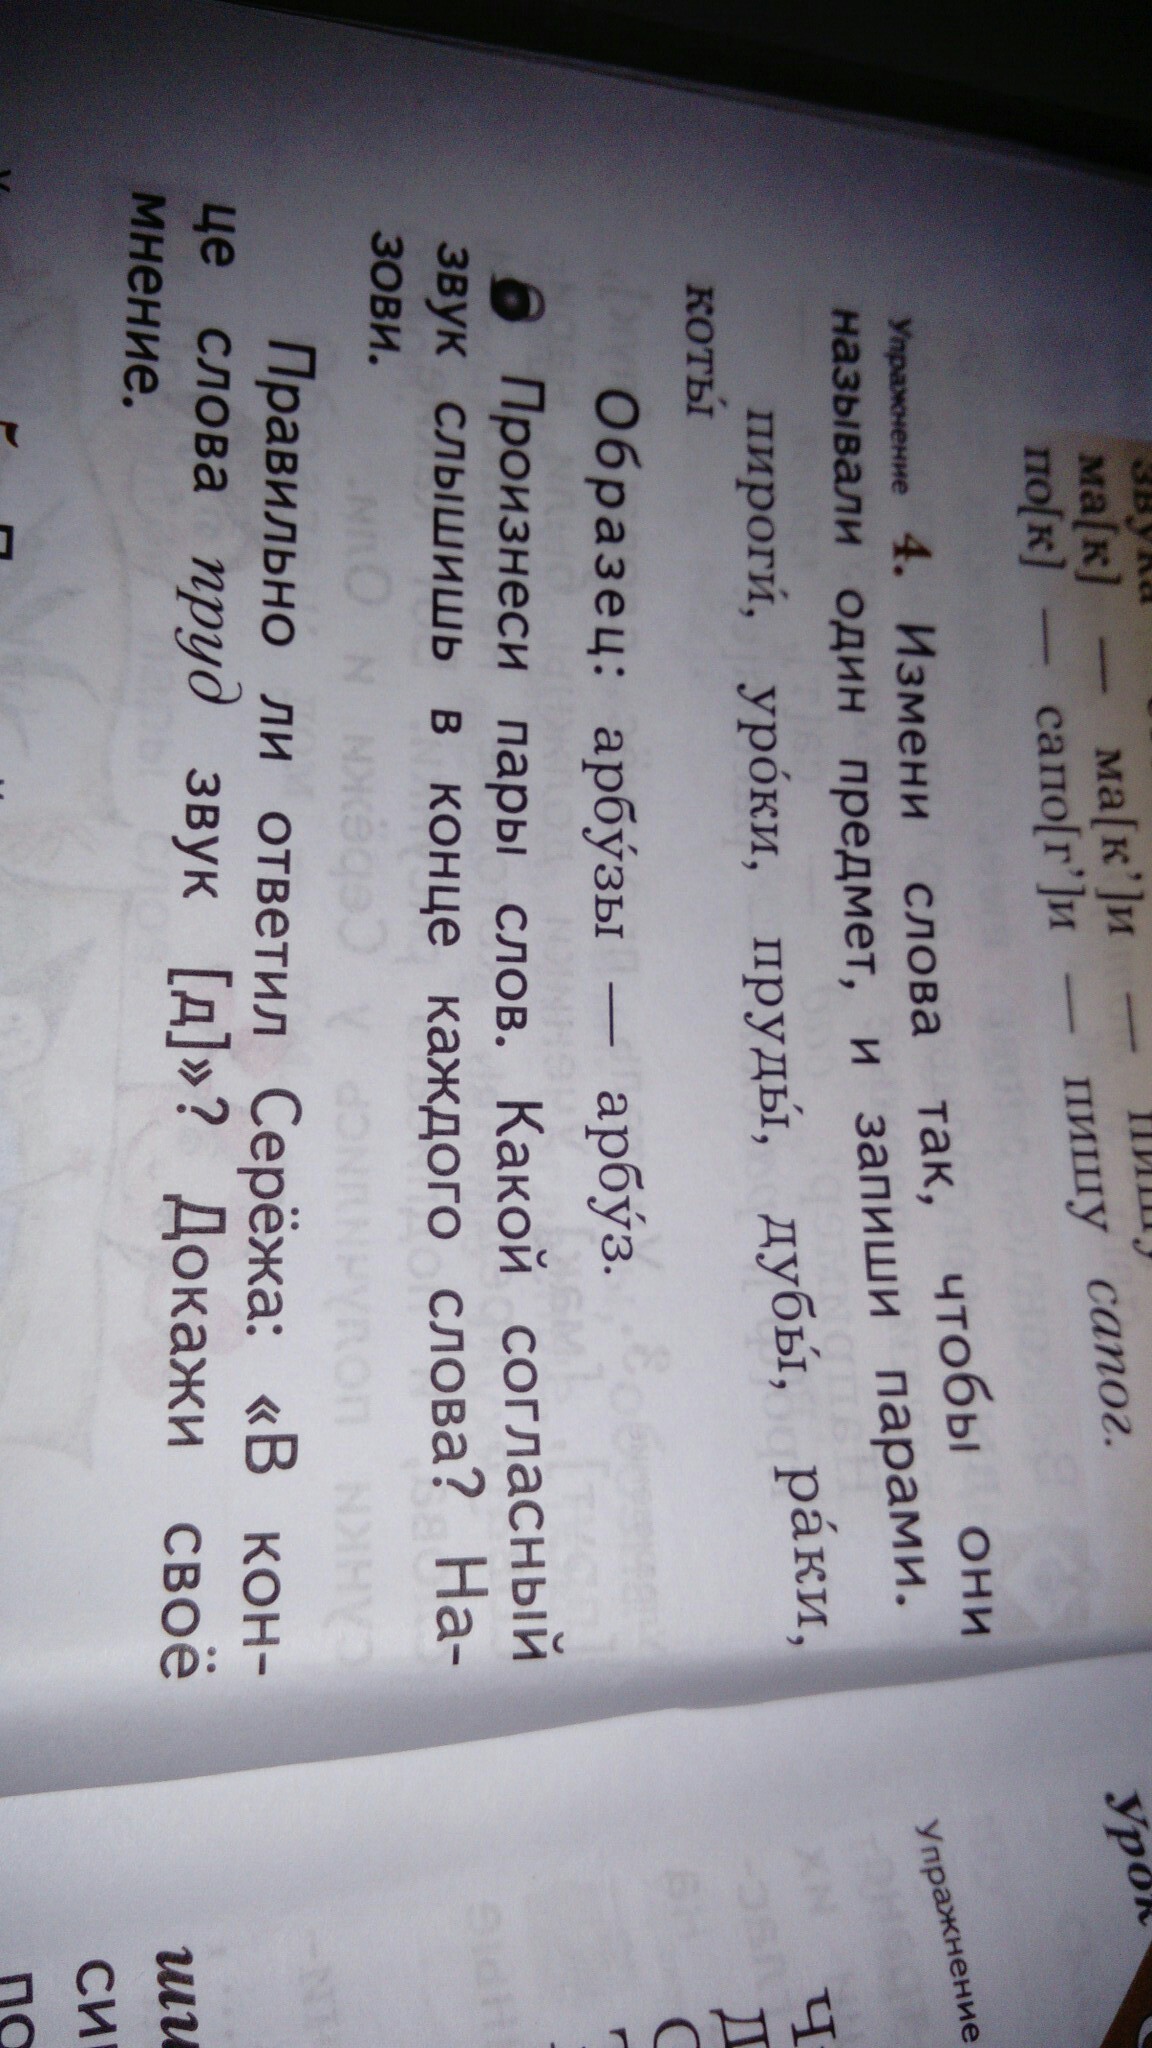 звука
ма[к] — ма[к’]и — пишу
по[к] — сапо[г’]и — пишу сапог.
Упражнение 4. Измени слова так, чтобы они
называли один предмет, и запиши парами.
пироги́, уро́ки, пруды́, дубы́, ра́ки,
коты́
Образец: арбу́зы — арбу́з.
Произнеси пары слов. Какой согласный
звук слышишь в конце каждого слова? На-
зови.
Правильно ли ответил Серёжа: «В кон-
це слова пруд звук [д]»? Докажи своё
мнение.
Урок
Упражнение